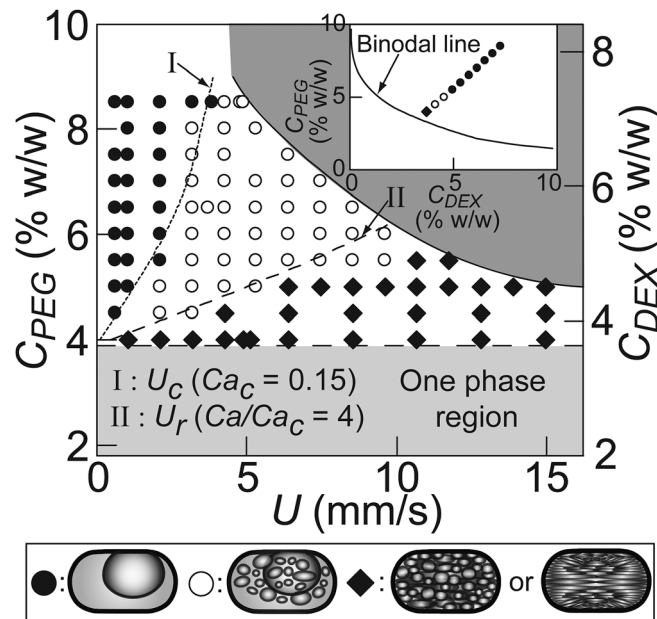 10
8
6
4
2
C_PEG (% w/w)
I
II
10
5
0
C_PEG
(% w/w)
Binodal line
0 5 10
C_DEX
(% w/w)
8
6
4
2
C_DEX (% w/w)
I : U_c (Ca_c = 0.15)
II : U_r (Ca/Ca_c = 4)
One phase
region
0 5 10 15
U (mm/s)
: : : or